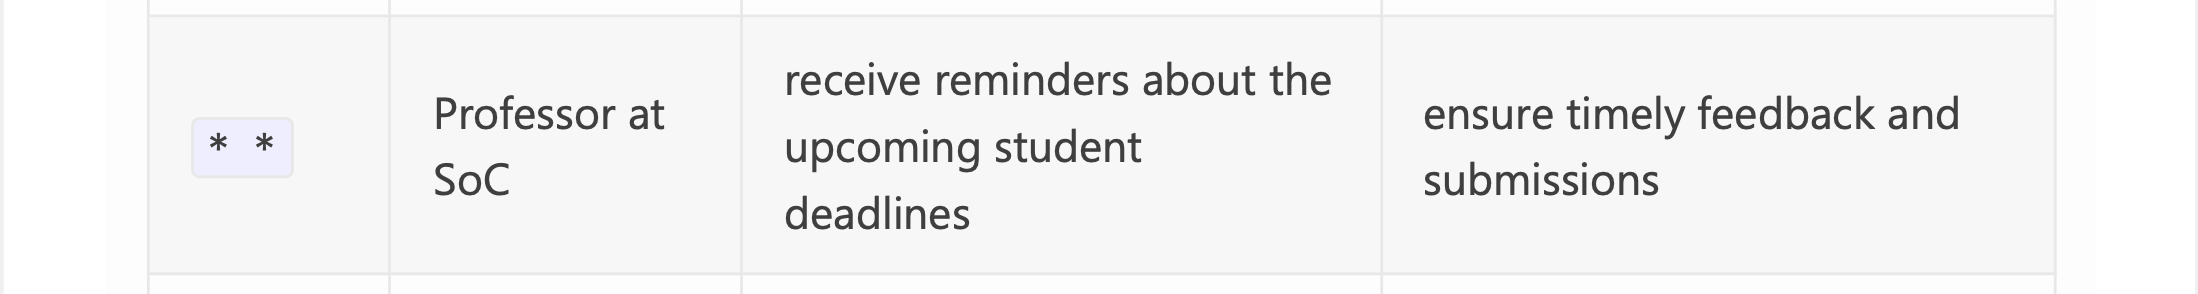 * *
Professor at
SoC
receive reminders about the
upcoming student
deadlines
ensure timely feedback and
submissions